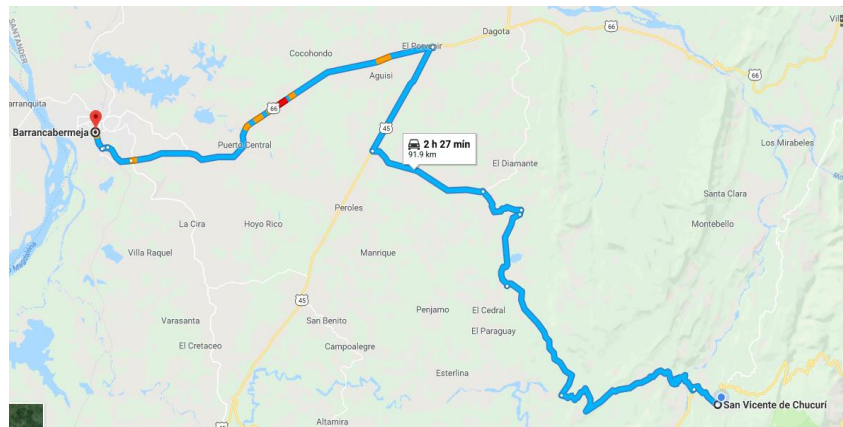 SANTANDER
Cocohondo
El Porvenir
Dagota
66
Vil
66
Aguisi
arranquita
66
Barrancabermeja
Puerto Central
45
2 h 27 min
91.9 km
Los Mirabeles
El Diamante
Santa Clara
Peroles
La Cira
Hoyo Rico
Montebello
Villa Raquel
Manrique
45
Varasanta
San Benito
Penjamo
El Cedral
El Paraguay
El Cretaceo
Campoalegre
Esterlina
San Vicente de Chucurí
Altamira
45